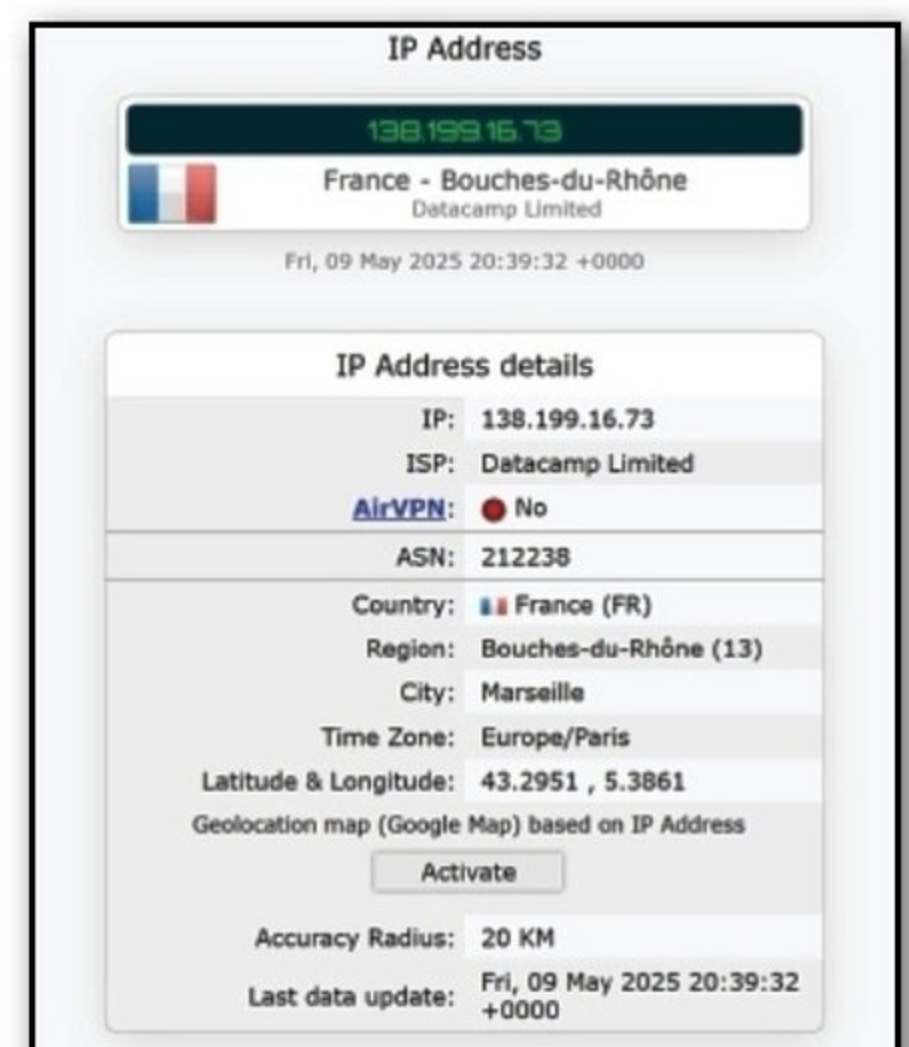 IP Address
138.199.16.73
France - Bouches-du-Rhône
Datacamp Limited
Fri, 09 May 2025 20:39:32 +0000
IP Address details
IP: 138.199.16.73
ISP: Datacamp Limited
AirVPN: No
ASN: 212238
Country: France (FR)
Region: Bouches-du-Rhône (13)
City: Marseille
Time Zone: Europe/Paris
Latitude & Longitude: 43.2951 , 5.3861
Geolocation map (Google Map) based on IP Address
Activate
Accuracy Radius: 20 KM
Last data update: Fri, 09 May 2025 20:39:32
+0000